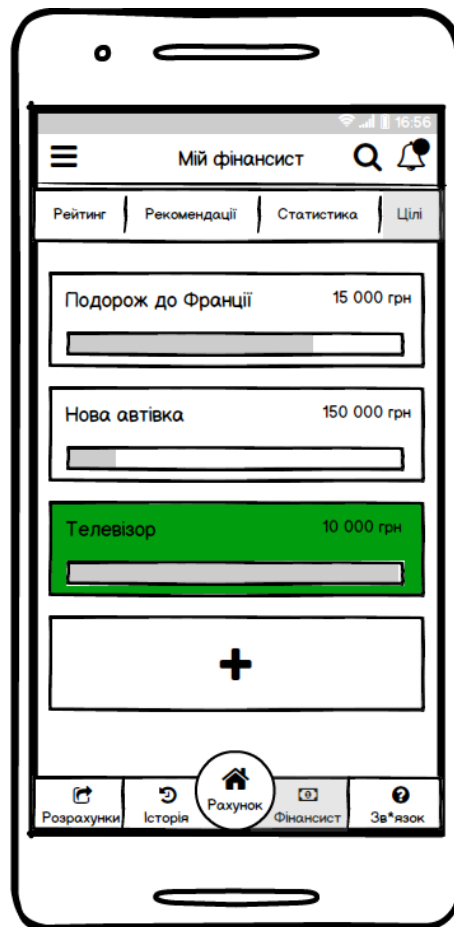 16:56
Мій фінансист
Рейтинг Рекомендації Статистика Цілі
Подорож до Франції 15 000 грн
Нова автівка 150 000 грн
Телевізор 10 000 грн
Розрахунки Історія Рахунок Фінансист Зв*язок